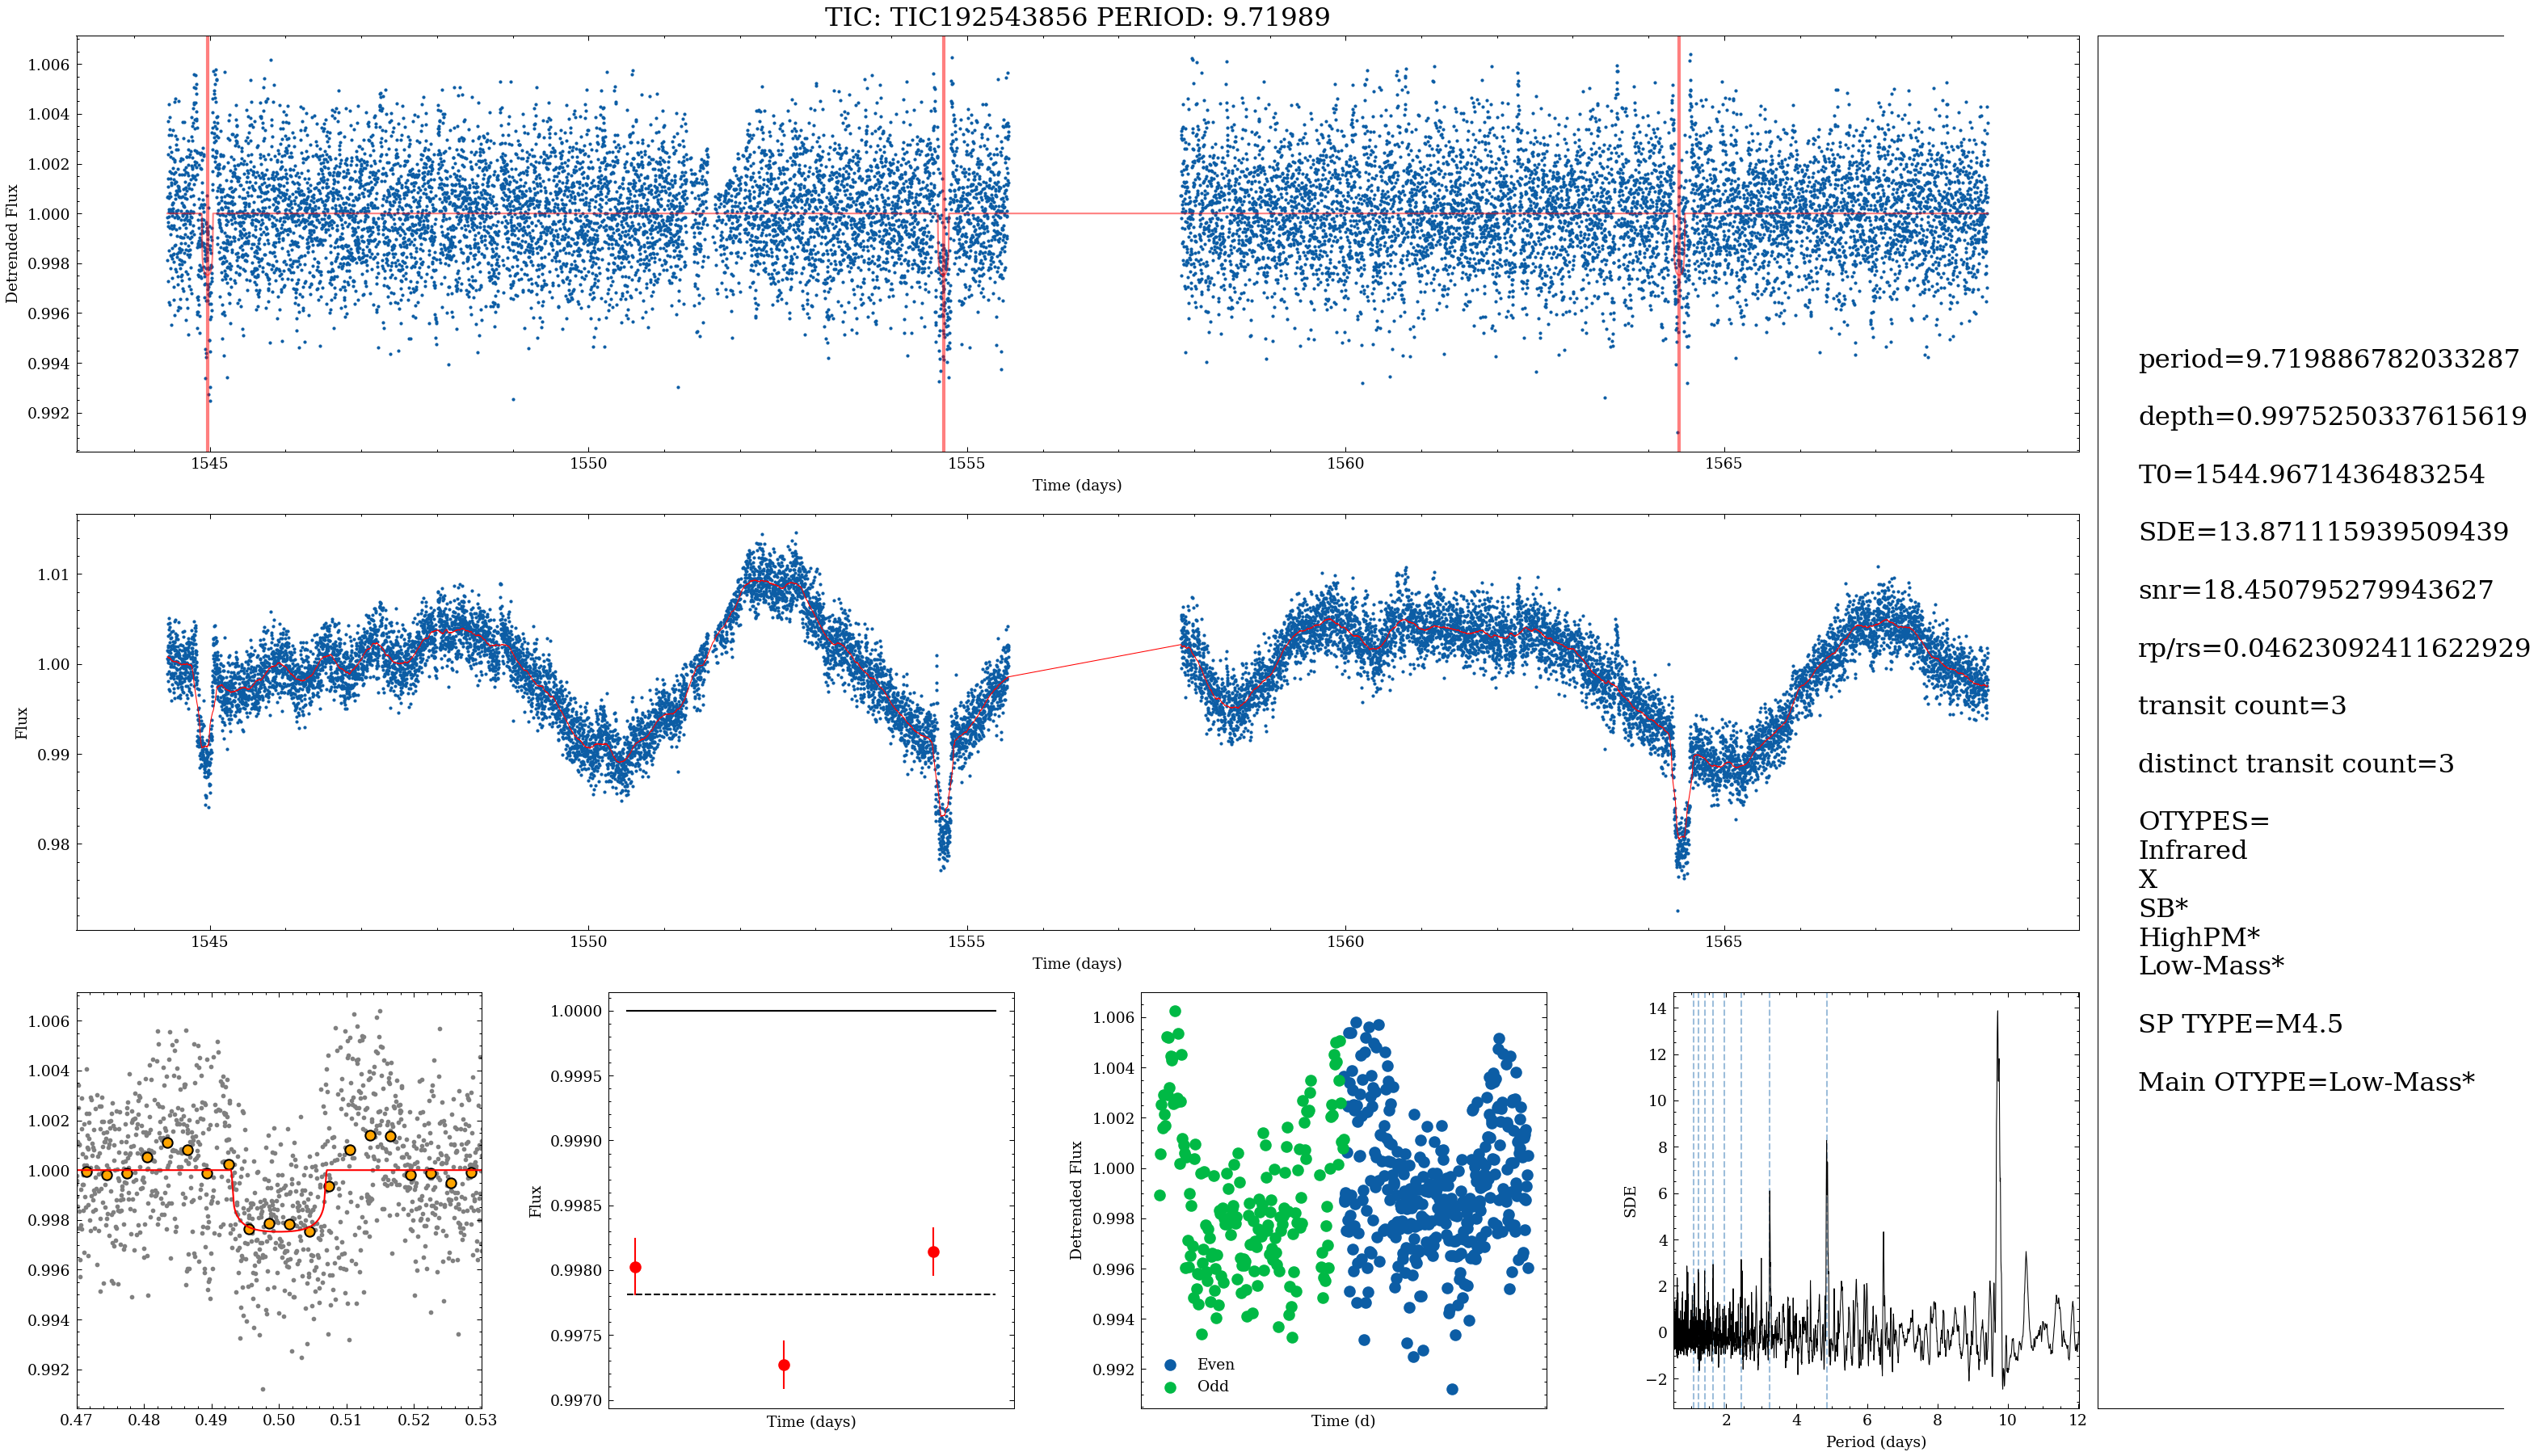 TIC: TIC192543856 PERIOD: 9.71989
1.006
1.004
1.002
1.000
0.998
0.996
0.994
0.992
Detrended Flux
1545
1550
1555
1560
1565
Time (days)
1.01
1.00
0.99
0.98
Flux
1545
1550
1555
1560
1565
Time (days)
1.006
1.004
1.002
1.000
0.998
0.996
0.994
0.992
0.47
0.48
0.49
0.50
0.51
0.52
0.53
1.0000
0.9995
0.9990
0.9985
0.9980
0.9975
0.9970
Flux
Time (days)
1.006
1.004
1.002
1.000
0.998
0.996
0.994
0.992
Detrended Flux
Even
Odd
Time (d)
14
12
10
8
6
4
2
0
−2
SDE
2
4
6
8
10
12
Period (days)
period=9.719886782033287
depth=0.9975250337615619
T0=1544.9671436483254
SDE=13.871115939509439
snr=18.450795279943627
rp/rs=0.04623092411622929
transit count=3
distinct transit count=3
OTYPES=
Infrared
X
SB*
HighPM*
Low-Mass*
SP TYPE=M4.5
Main OTYPE=Low-Mass*